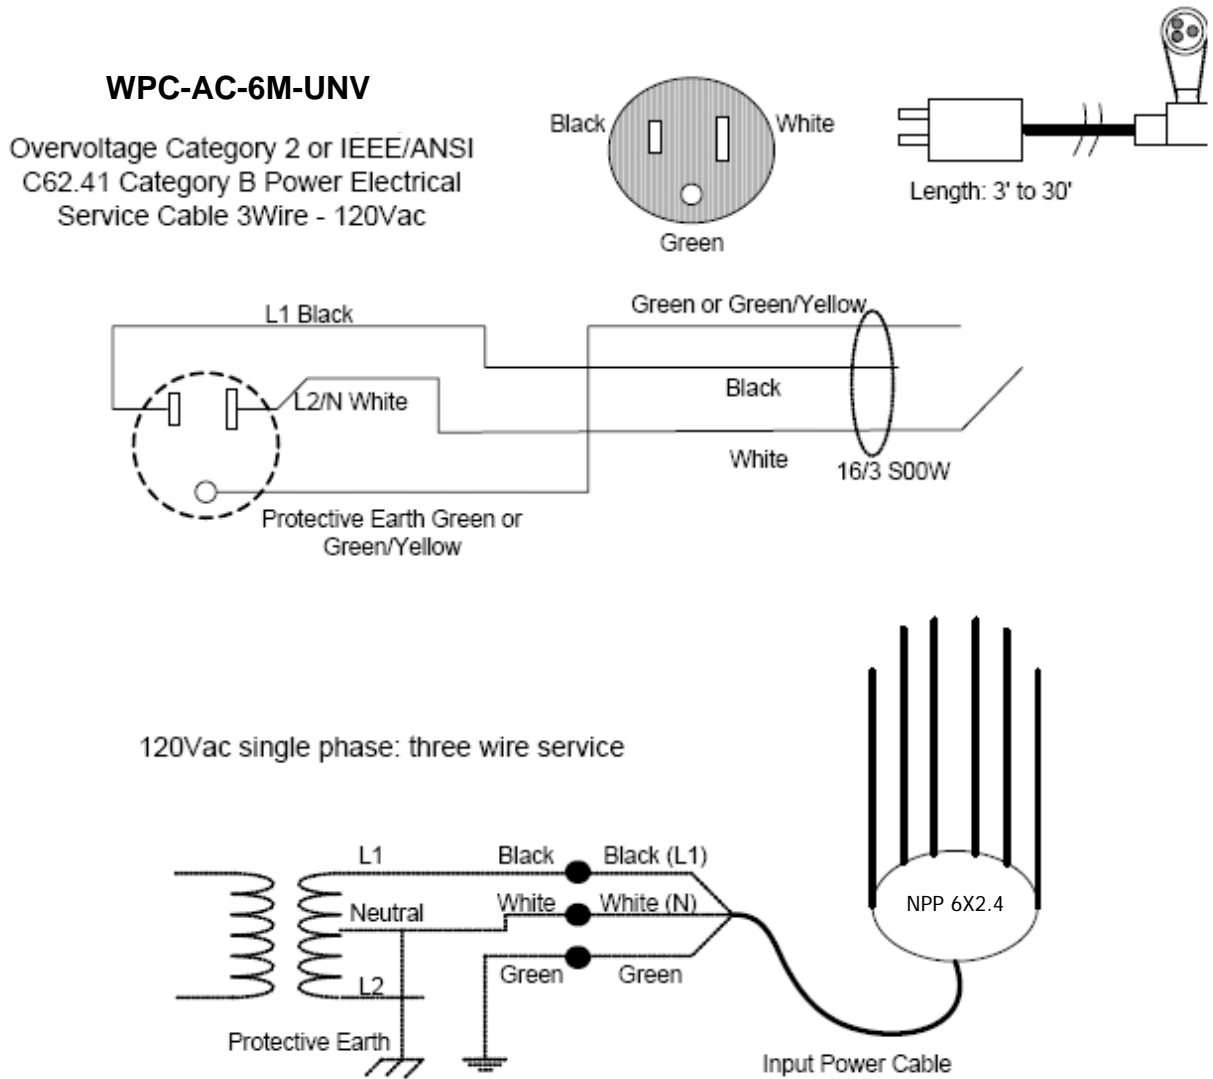 WPC-AC-6M-UNV
Overvoltage Category 2 or IEEE/ANSI
C62.41 Category B Power Electrical
Service Cable 3Wire - 120Vac
Black
White
Green
Length: 3' to 30'
L1 Black
Green or Green/Yellow
L2/N White
Black
White
16/3 S00W
Protective Earth Green or
Green/Yellow
120Vac single phase: three wire service
L1
Black
Black (L1)
Neutral
White
White (N)
NPP 6X2.4
L2
Green
Green
Protective Earth
Input Power Cable